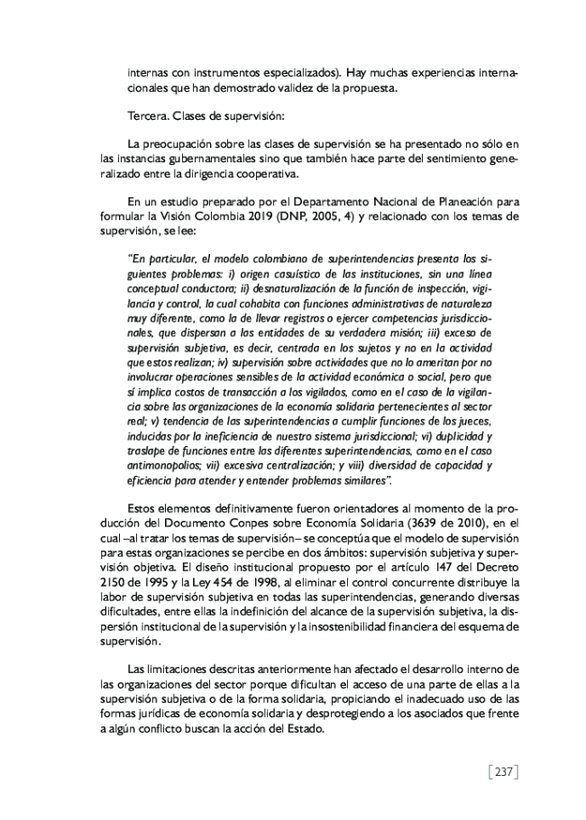 internas con instrumentos especializados). Hay muchas experiencias interna-
cionales que han demostrado validez de la propuesta.
Tercera. Clases de supervisión:
La preocupación sobre las clases de supervisión se ha presentado no sólo en
las instancias gubernamentales sino que también hace parte del sentimiento gene-
ralizado entre la dirigencia cooperativa.
En un estudio preparado por el Departamento Nacional de Planeación para
formular la Visión Colombia 2019 (DNP, 2005, 4) y relacionado con los temas de
supervisión, se lee:
"En particular, el modelo colombiano de superintendencias presenta los si-
guientes problemas: i) origen casuístico de las instituciones, sin una línea
conceptual conductora; ii) desnaturalización de la función de inspección, vigi-
lancia y control, la cual cohabita con funciones administrativas de naturaleza
muy diferente, como la de llevar registros o ejercer competencias jurisdiccio-
nales, que dispersan a las entidades de su verdadera misión; iii) exceso de
supervisión subjetiva, es decir, centrada en los sujetos y no en la actividad
que estos realizan; iv) supervisión sobre actividades que no lo ameritan por no
involucrar operaciones sensibles de la actividad económica o social, pero que
sí implica costos de transacción a los vigilados, como en el caso de la vigilan-
cia sobre las organizaciones de la economía solidaria pertenecientes al sector
real; v) tendencia de las superintendencias a cumplir funciones de los jueces,
inducidas por la ineficiencia de nuestro sistema jurisdiccional; vi) duplicidad y
traslape de funciones entre las diferentes superintendencias, como en el caso
antimonopolios; vii) excesiva centralización; y viii) diversidad de capacidad y
eficiencia para atender y entender problemas similares".
Estos elementos definitivamente fueron orientadores al momento de la pro-
ducción del Documento Conpes sobre Economía Solidaria (3639 de 2010), en el
cual –al tratar los temas de supervisión– se conceptúa que el modelo de supervisión
para estas organizaciones se percibe en dos ámbitos: supervisión subjetiva y super-
visión objetiva. El diseño institucional propuesto por el artículo 147 del Decreto
2150 de 1995 y la Ley 454 de 1998, al eliminar el control concurrente distribuye la
labor de supervisión subjetiva en todas las superintendencias, generando diversas
dificultades, entre ellas la indefinición del alcance de la supervisión subjetiva, la dis-
persión institucional de la supervisión y la insostenibilidad financiera del esquema de
supervisión.
Las limitaciones descritas anteriormente han afectado el desarrollo interno de
las organizaciones del sector porque dificultan el acceso de una parte de ellas a la
supervisión subjetiva o de la forma solidaria, propiciando el inadecuado uso de las
formas jurídicas de economía solidaria y desprotegiendo a los asociados que frente
a algún conflicto buscan la acción del Estado.
[237]